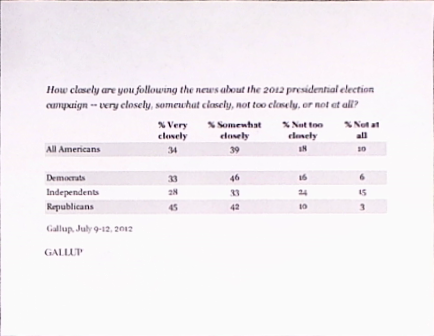 How closely are you following the news about the 2012 presidential election
campaign -- very closely, somewhat closely, not too closely, or not at all?
% Very closely % Somewhat closely % Not too closely % Not at all
All Americans 34 39 18 10
Democrats 33 46 16 6
Independents 28 33 24 15
Republicans 45 42 10 3
Gallup, July 9-12, 2012
GALLUP